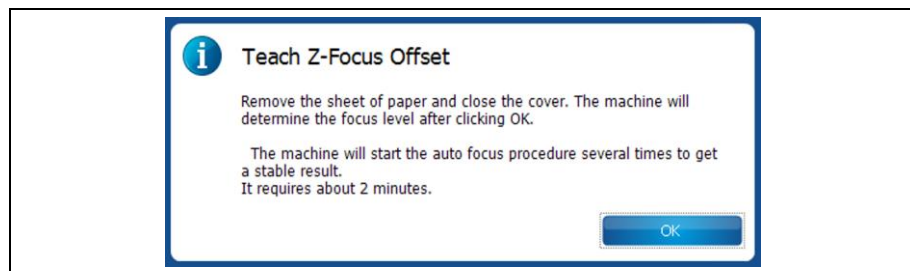 Teach Z-Focus Offset
Remove the sheet of paper and close the cover. The machine will
determine the focus level after clicking OK.
The machine will start the auto focus procedure several times to get
a stable result.
It requires about 2 minutes.
OK